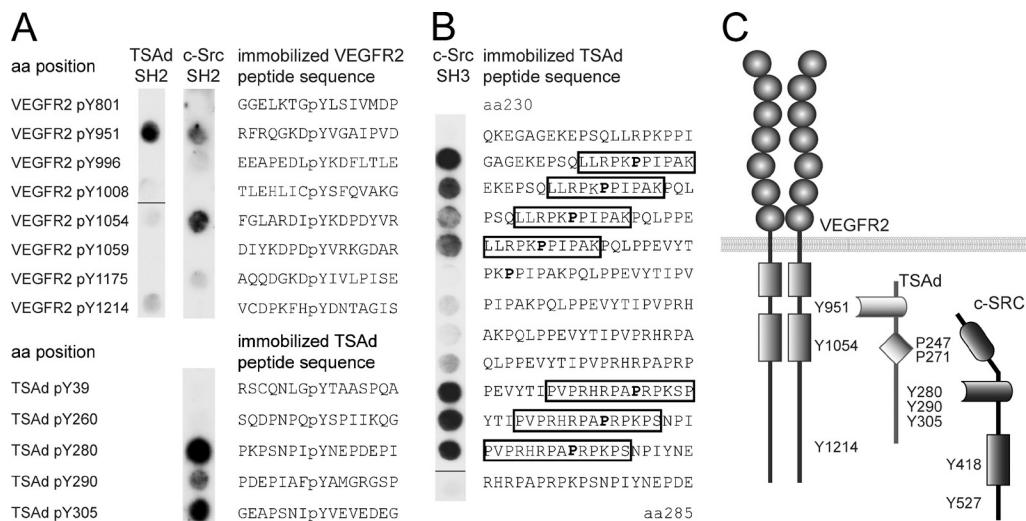 A
aa position
TSAd SH2
c-Src SH2
immobilized VEGFR2 peptide sequence
VEGFR2 pY801 GGELKTGpYLSIVMDP
VEGFR2 pY951 RFRQGKDpYVGAIPVD
VEGFR2 pY996 EEAPEDLpYKDFLTLE
VEGFR2 pY1008 TLEHLICpYSFQVAKG
VEGFR2 pY1054 FGLARDIpYKDPDYVR
VEGFR2 pY1059 DIYKDPDpYVRKGDAR
VEGFR2 pY1175 AQQDGKDpYIVLPISE
VEGFR2 pY1214 VCDPKFHpYDNTAGIS
aa position
immobilized TSAd peptide sequence
TSAd pY39 RSCQNLGpYTAASPQA
TSAd pY260 SQDPNPQpYSPIIKQG
TSAd pY280 PKPSNPIpYNEPDEPI
TSAd pY290 PDEPIAFpYAMGRGSP
TSAd pY305 GEAPSNIpYVEVEDEG
B
c-Src SH3
immobilized TSAd peptide sequence
aa230
QKEGAGEKEPSQLLRPKPPI
GAGEKEPSQLLRPKPPIPAK
EKEPSQLLRPKPPIPAKPQL
PSQLLRPKPPIPAKPQLPPE
LLRPKPPIPAKPQLPPEVYT
PKPPIPAKPQLPPEVYTIPV
PIPAKPQLPPEVYTIPVPRH
AKPQLPPEVYTIPVPRHRPA
QLPPEVYTIPVPRHRPAPRP
PEVYTIPVPRHRPAPRPKSP
YTIPVPRHRPAPRPKPSNPI
PVPRHRPAPRPKPSNPIYNE
RHRPAPRPKPSNPIYNEPDE
aa285
C
VEGFR2
TSAd
c-SRC
Y951
Y1054
P247
P271
Y280
Y290
Y305
Y1214
Y418
Y527